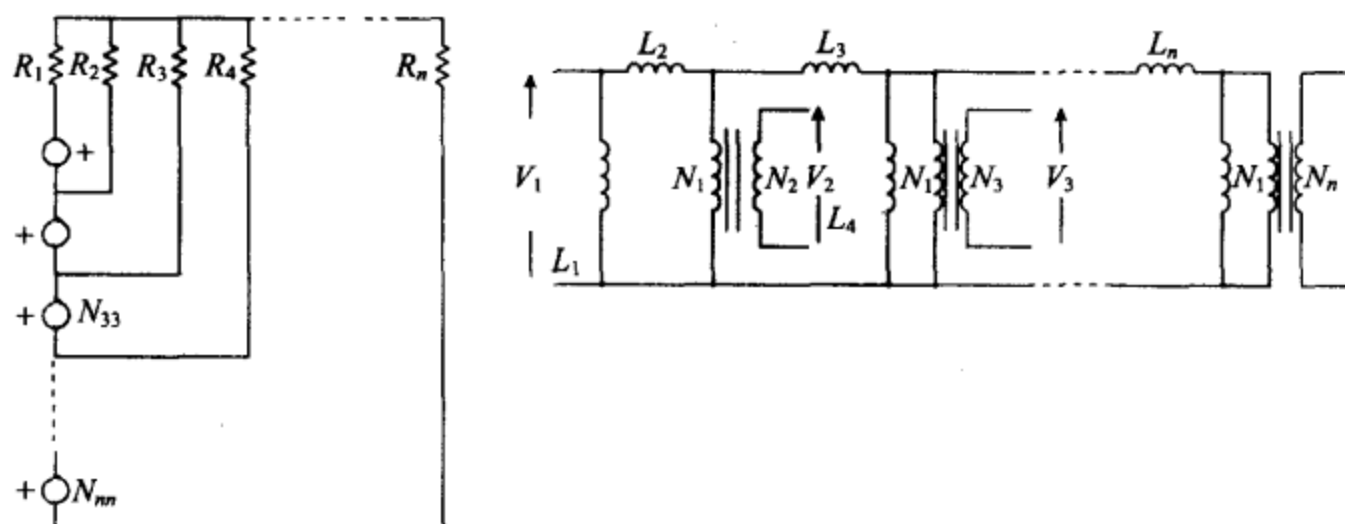 R₁ R₂ R₃ R₄ Rₙ
+
+
+ N₃₃
+ Nₙₙ
L₂ L₃ Lₙ
V₁ N₁ N₂ V₂ N₁ N₃ V₃ N₁ Nₙ
L₄
L₁